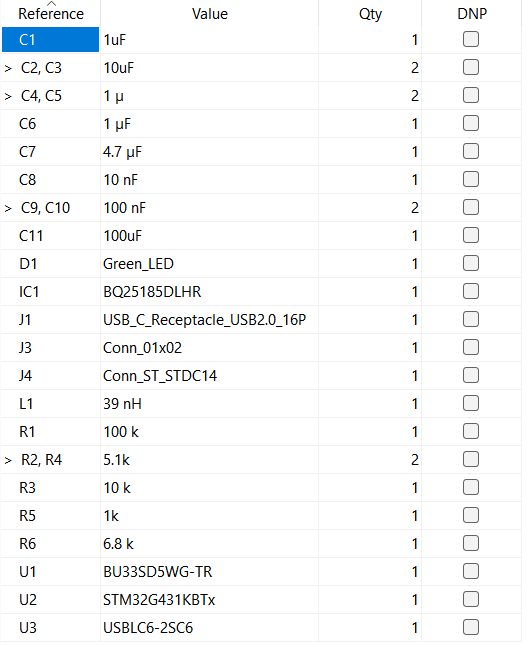 Reference Value Qty DNP
C1 1uF 1
> C2, C3 10uF 2
> C4, C5 1 µ 2
C6 1 µF 1
C7 4.7 µF 1
C8 10 nF 1
> C9, C10 100 nF 2
C11 100uF 1
D1 Green_LED 1
IC1 BQ25185DLHR 1
J1 USB_C_Receptacle_USB2.0_16P 1
J3 Conn_01x02 1
J4 Conn_ST_STDC14 1
L1 39 nH 1
R1 100 k 1
> R2, R4 5.1k 2
R3 10 k 1
R5 1k 1
R6 6.8 k 1
U1 BU33SD5WG-TR 1
U2 STM32G431KBTx 1
U3 USBLC6-2SC6 1